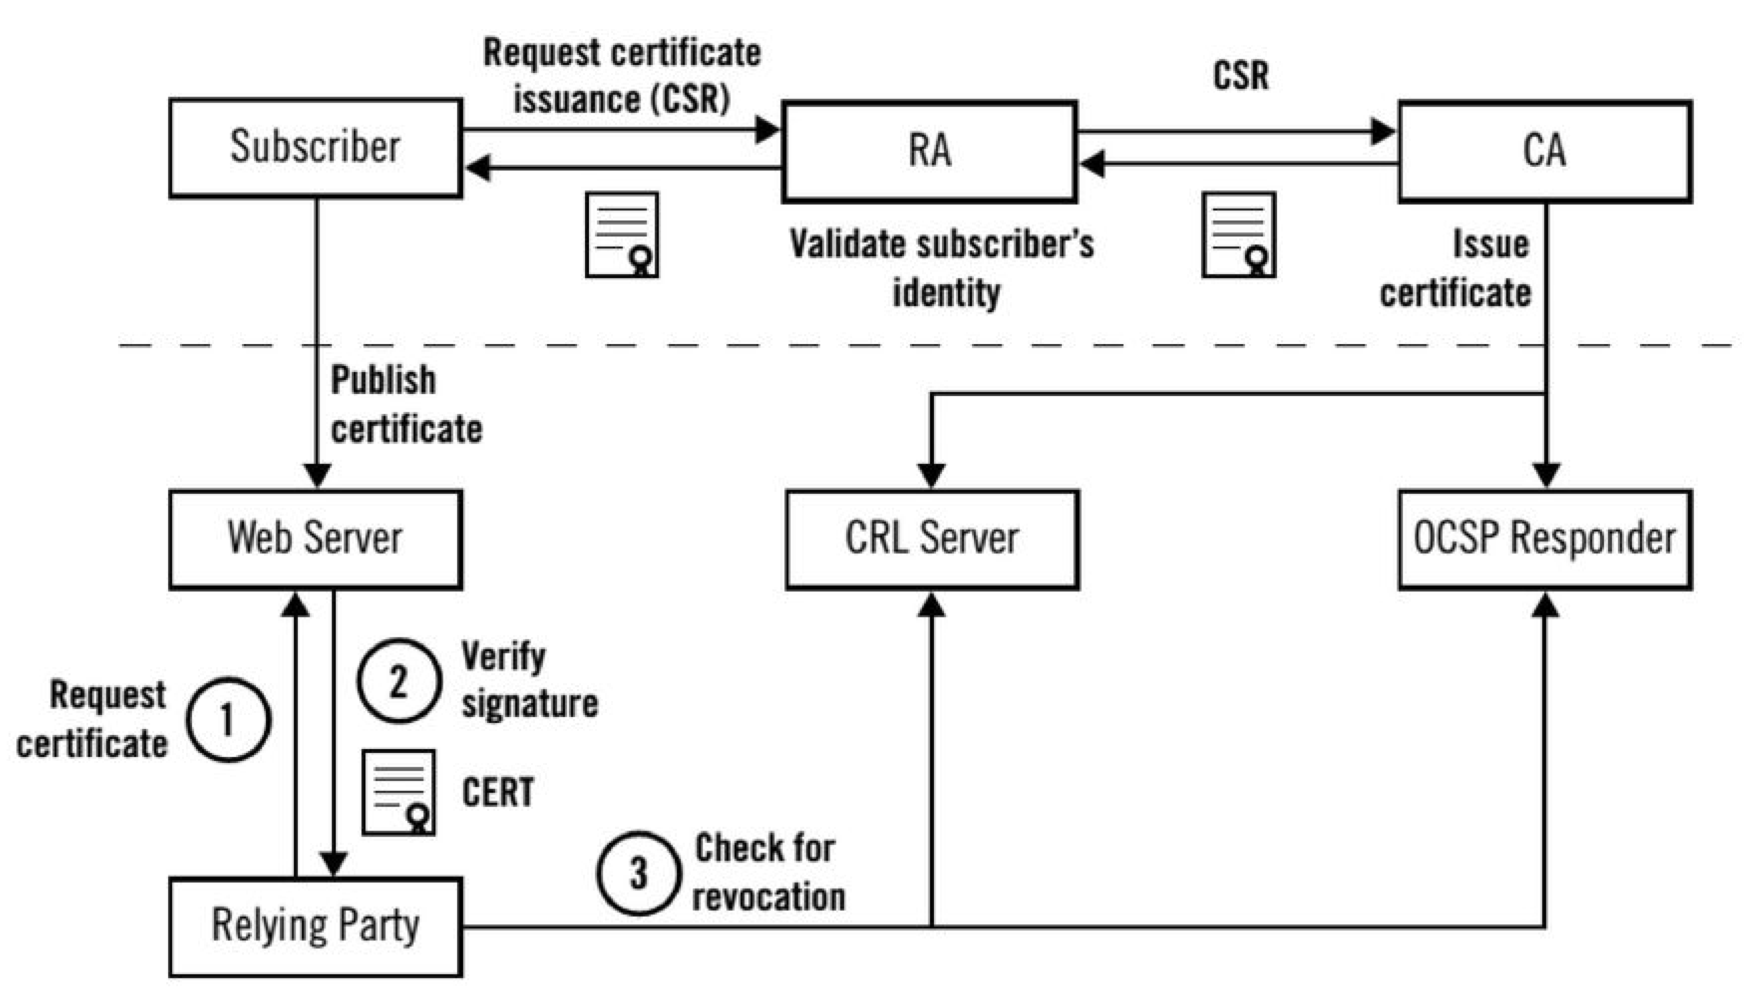 Request certificate
issuance (CSR)
CSR
Subscriber
RA
CA
Validate subscriber's
identity
Issue
certificate
Publish
certificate
Web Server
CRL Server
OCSP Responder
Request
certificate
1
2
Verify
signature
CERT
3
Check for
revocation
Relying Party